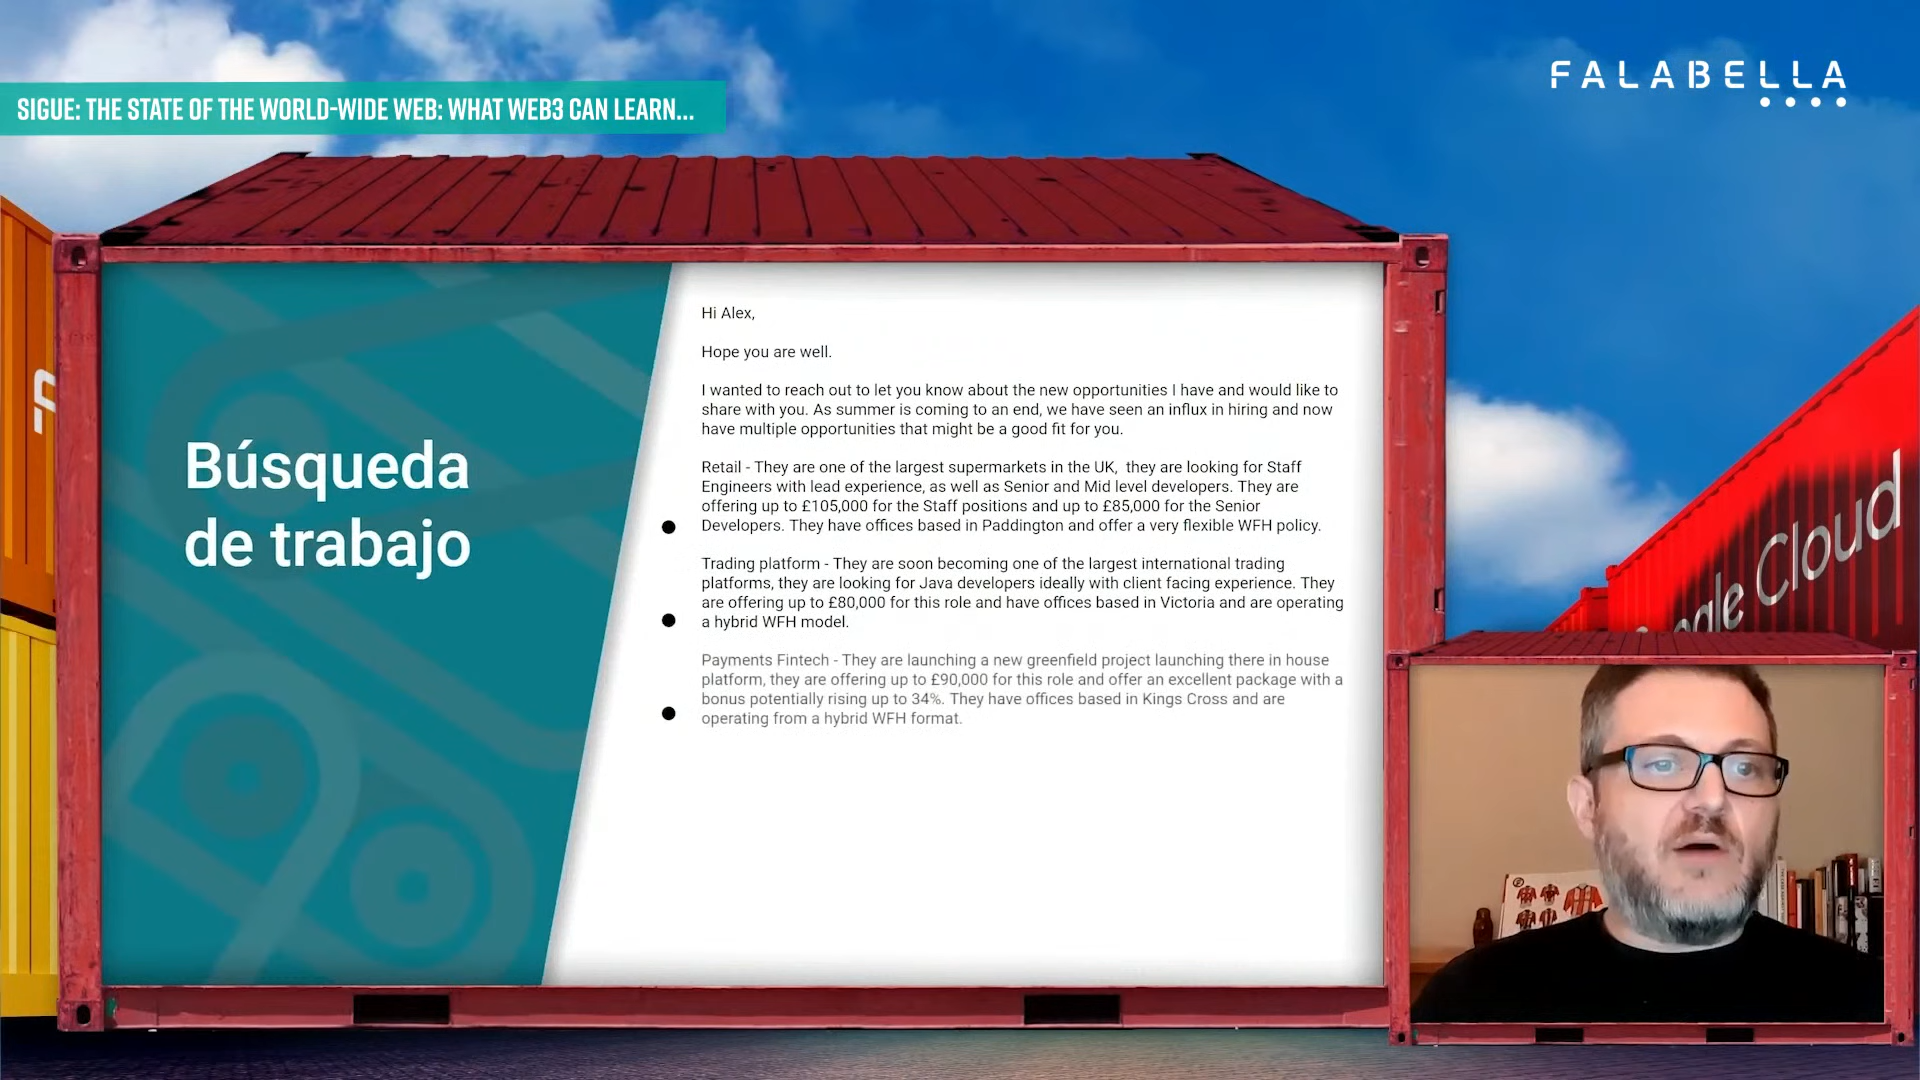 SIGUE: THE STATE OF THE WORLD-WIDE WEB: WHAT WEB3 CAN LEARN...
FALABELLA
Búsqueda
de trabajo
Hi Alex,
Hope you are well.
I wanted to reach out to let you know about the new opportunities I have and would like to
share with you. As summer is coming to an end, we have seen an influx in hiring and now
have multiple opportunities that might be a good fit for you.
Retail - They are one of the largest supermarkets in the UK,  they are looking for Staff
Engineers with lead experience, as well as Senior and Mid level developers. They are
offering up to £105,000 for the Staff positions and up to £85,000 for the Senior
Developers. They have offices based in Paddington and offer a very flexible WFH policy.
Trading platform - They are soon becoming one of the largest international trading
platforms, they are looking for Java developers ideally with client facing experience. They
are offering up to £80,000 for this role and have offices based in Victoria and are operating
a hybrid WFH model.
Payments Fintech - They are launching a new greenfield project launching there in house
platform, they are offering up to £90,000 for this role and offer an excellent package with a
bonus potentially rising up to 34%. They have offices based in Kings Cross and are
operating from a hybrid WFH format.
Cloud